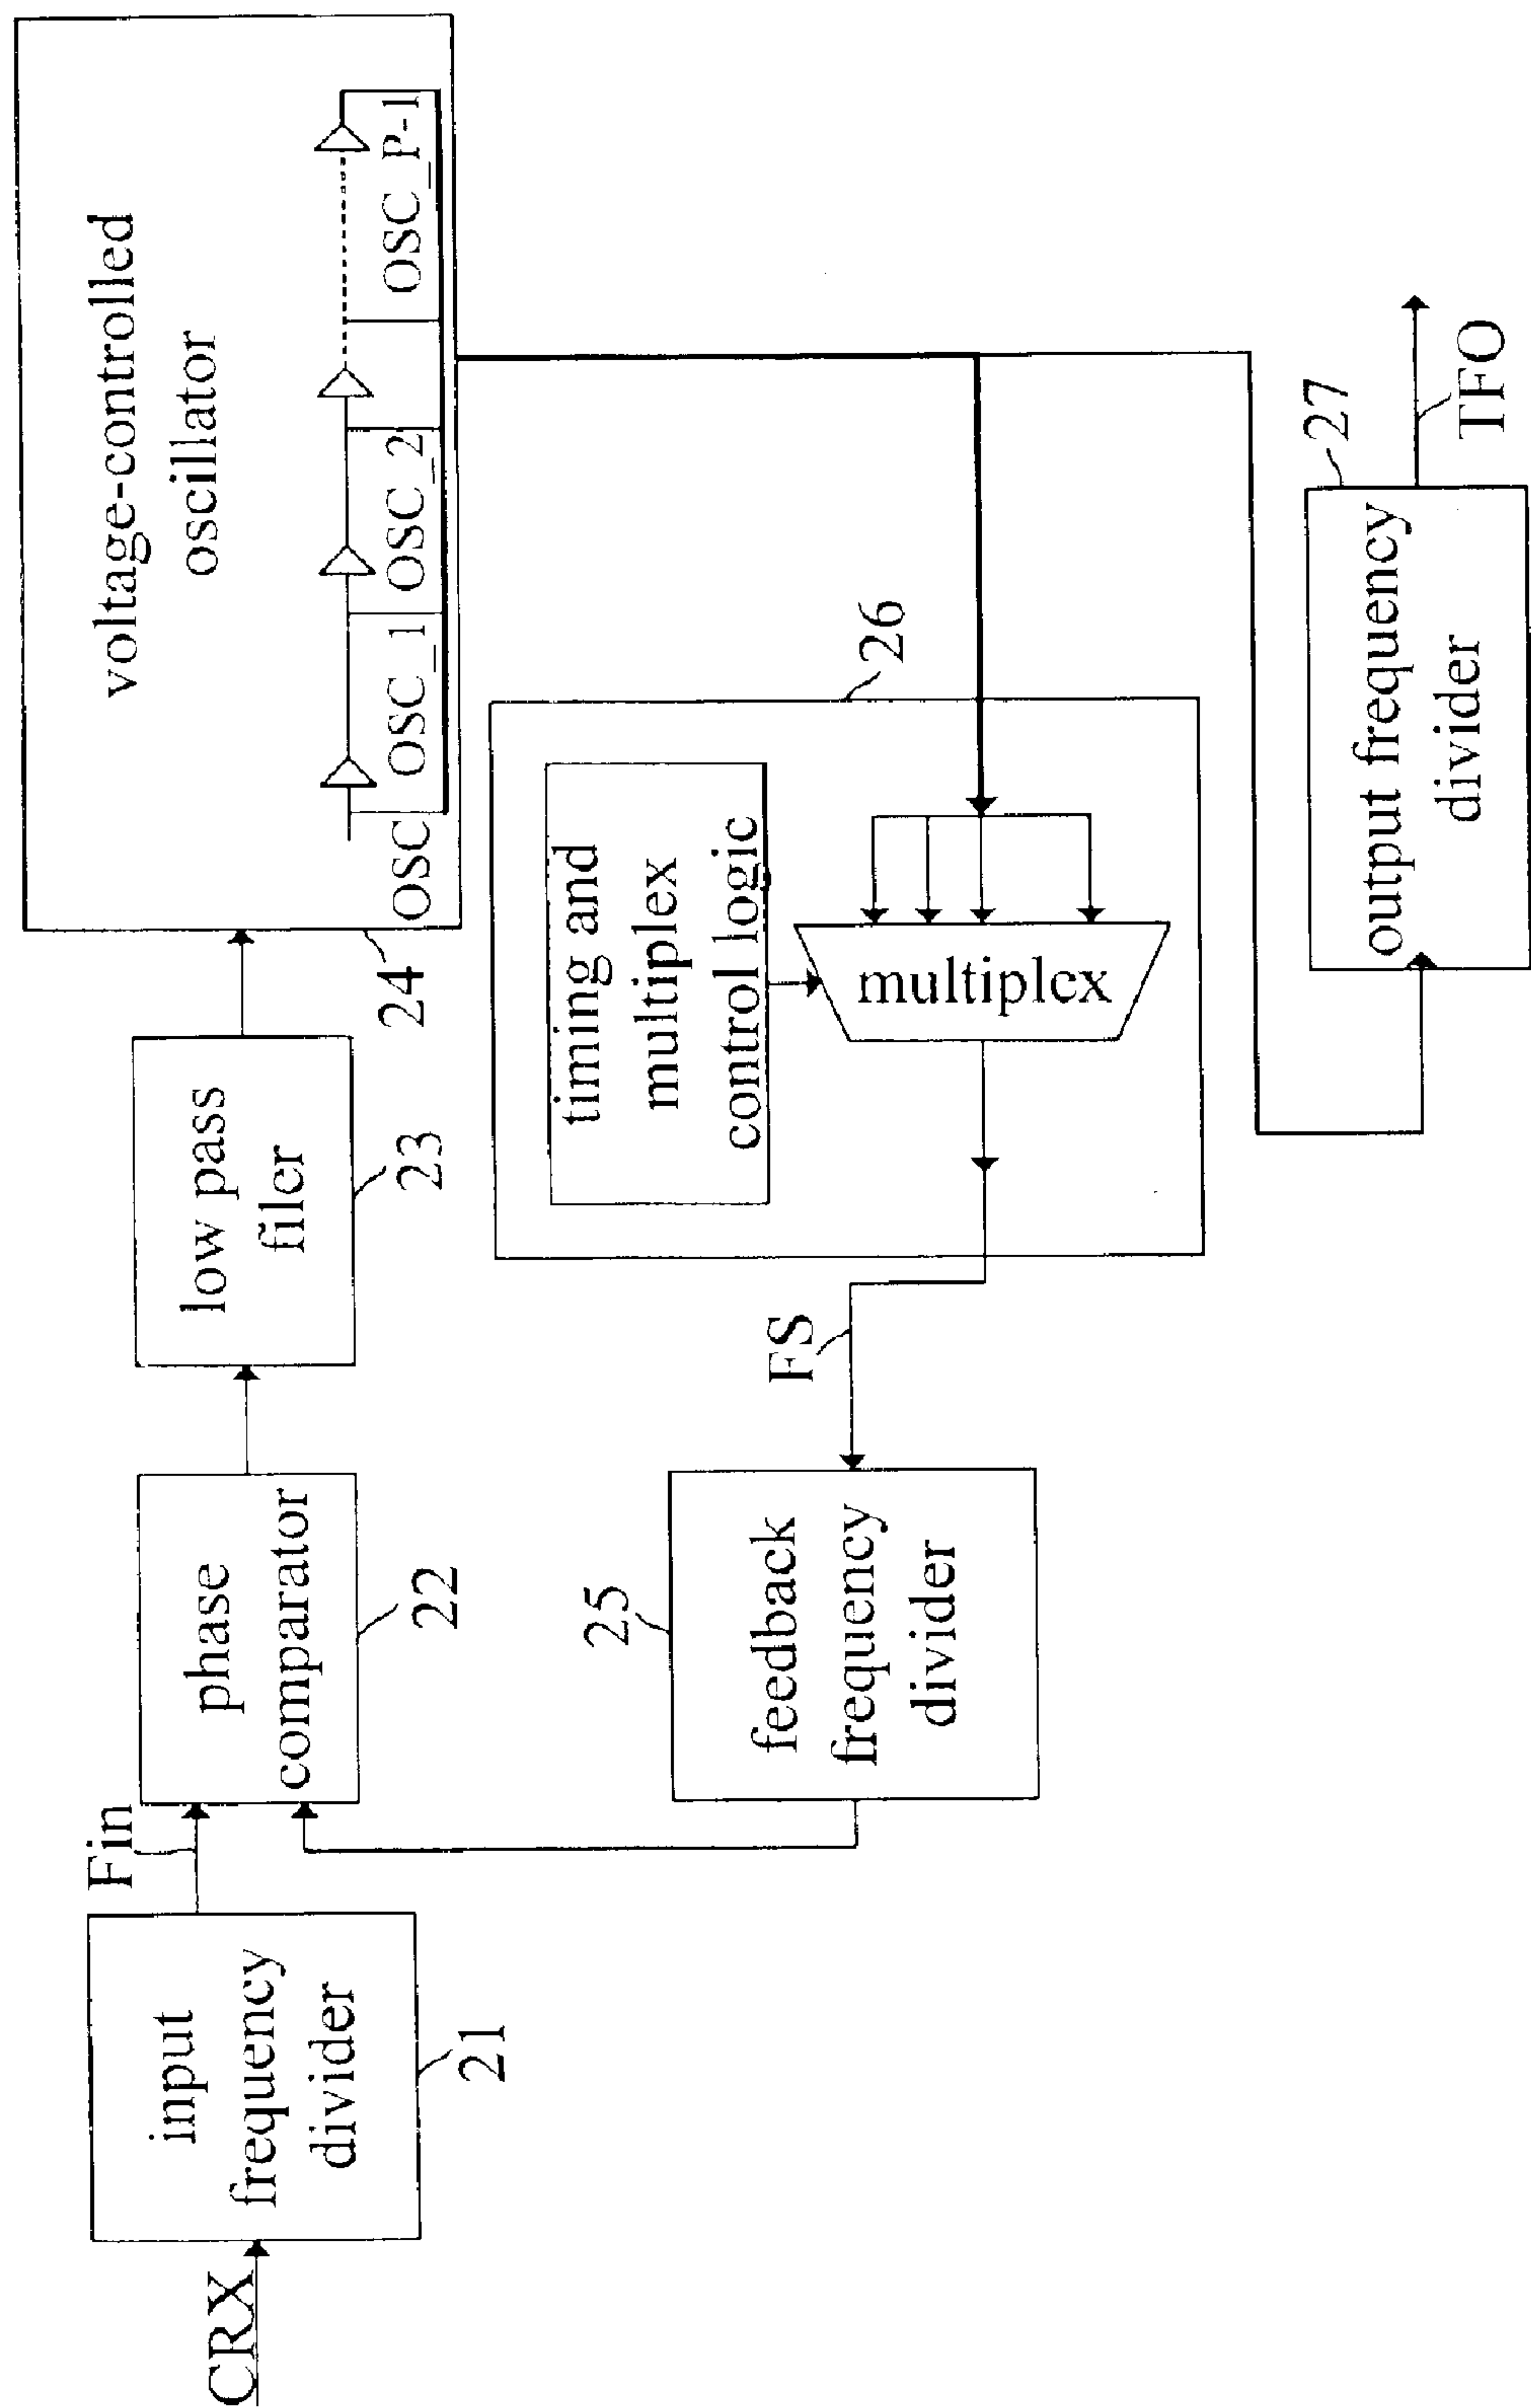 CRX
input
frequency
divider
21
Fin
phase
comparator
22
low pass
filer
23
voltage-controlled
oscillator
OSC
OSC_1
OSC_2
OSC_P-1
24
25
feedback
frequency
divider
FS
timing and
multiplex
control logic
multiplex
26
output frequency
divider
27
TFO